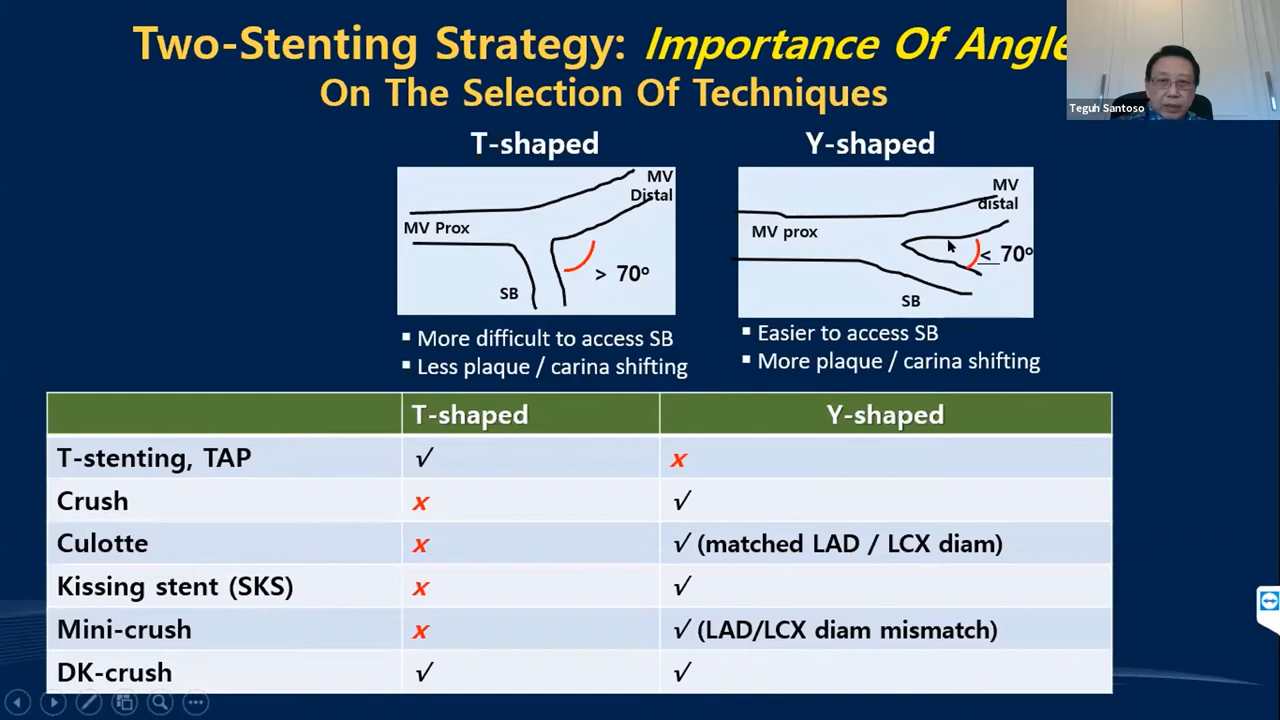 Two-Stenting Strategy: Importance Of Angle
On The Selection Of Techniques
Teguh Santoso
T-shaped
MV
Distal
MV Prox
SB
> 70º
▪ More difficult to access SB
▪ Less plaque / carina shifting
Y-shaped
MV
distal
MV prox
< 70º
SB
▪ Easier to access SB
▪ More plaque / carina shifting
T-shaped Y-shaped
T-stenting, TAP √ x
Crush x √
Culotte x √ (matched LAD / LCX diam)
Kissing stent (SKS) x √
Mini-crush x √ (LAD/LCX diam mismatch)
DK-crush √ √